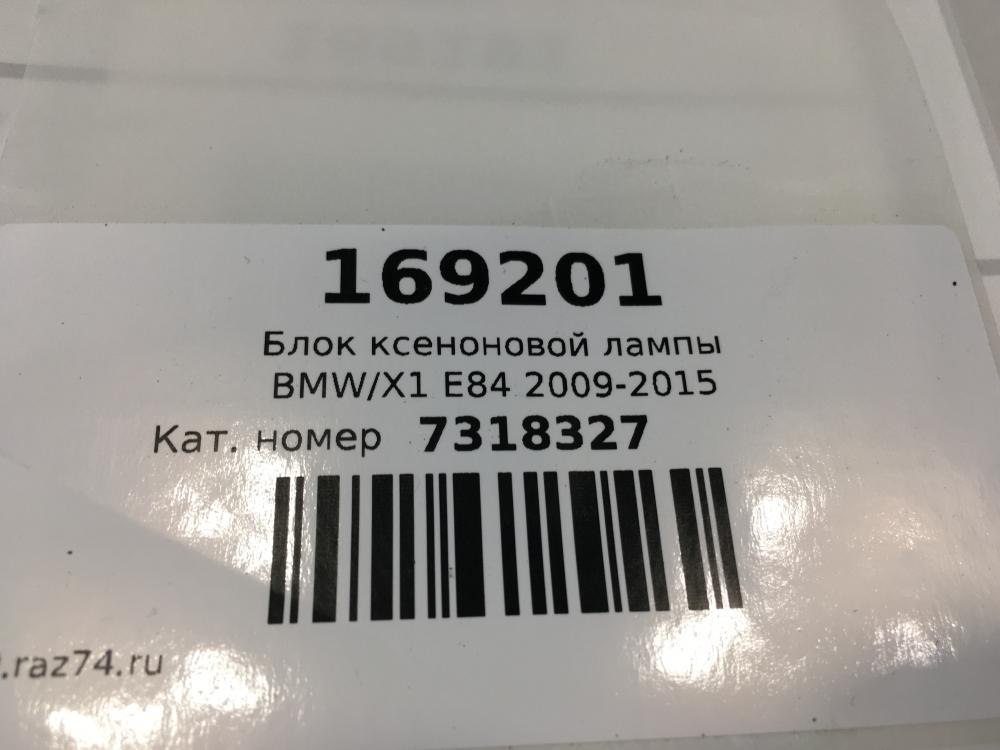 169201
Блок ксеноновой лампы
BMW/X1 E84 2009-2015
Кат. номер 7318327
.raz74.ru